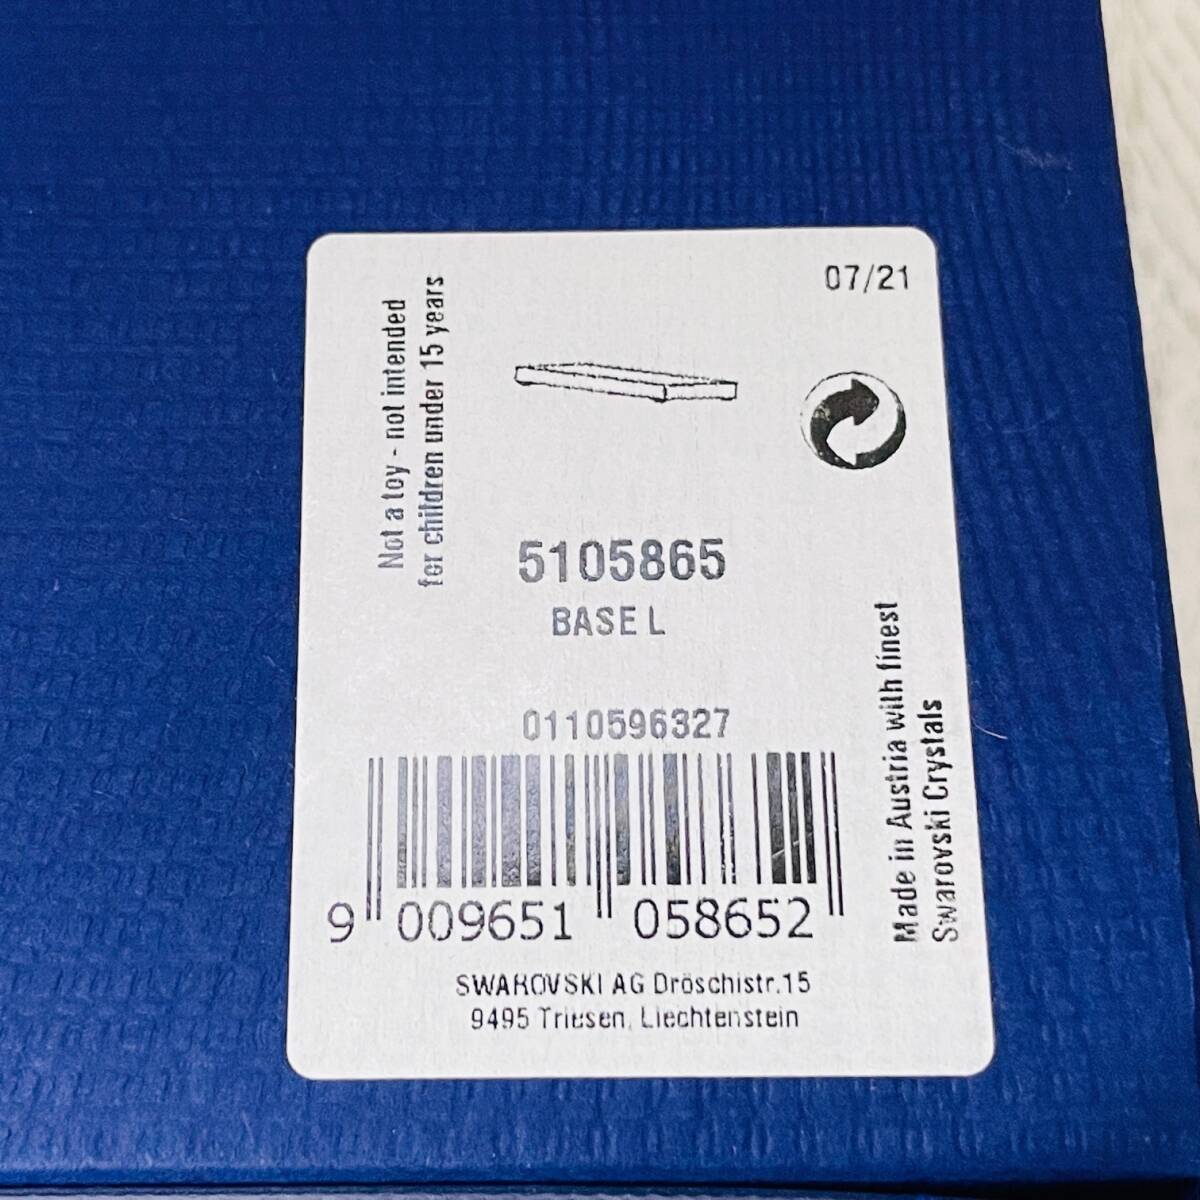 07/21
Not a toy - not intended
for children under 15 years
5105865
BASE L
0110596327
9 009651 058652
Made in Austria with finest
Swarovski Crystals
SWAROVSKI AG Dröschistr.15
9495 Triesen, Liechtenstein